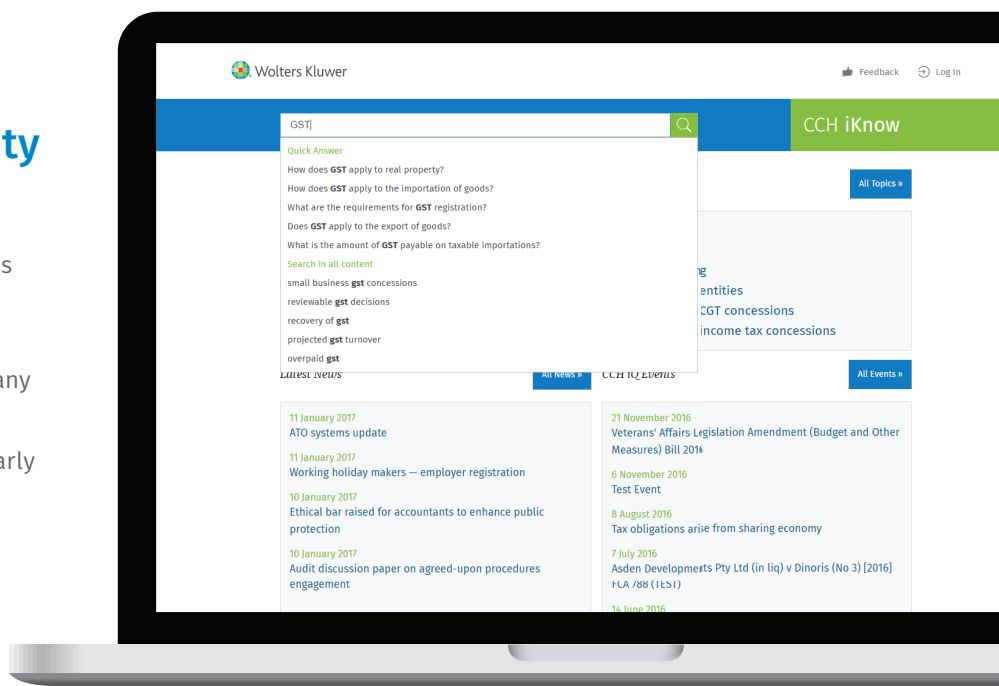 ty
s
any
arly
Wolters Kluwer
Feedback
Log In
GST
CCH iKnow
Quick Answer
How does GST apply to real property?
How does GST apply to the importation of goods?
What are the requirements for GST registration?
Does GST apply to the export of goods?
What is the amount of GST payable on taxable importations?
Search in all content
small business gst concessions
reviewable gst decisions
recovery of gst
projected gst turnover
overpaid gst
All Topics »
ng
entities
CGT concessions
income tax concessions
Latest News
All News »
CCH iQ Events
All Events »
11 January 2017
ATO systems update
11 January 2017
Working holiday makers — employer registration
10 January 2017
Ethical bar raised for accountants to enhance public
protection
10 January 2017
Audit discussion paper on agreed-upon procedures
engagement
21 November 2016
Veterans' Affairs Legislation Amendment (Budget and Other
Measures) Bill 2016
6 November 2016
Test Event
8 August 2016
Tax obligations arise from sharing economy
7 July 2016
Asden Developments Pty Ltd (in liq) v Dinoris (No 3) [2016]
FCA 788 (TEST)
14 June 2016